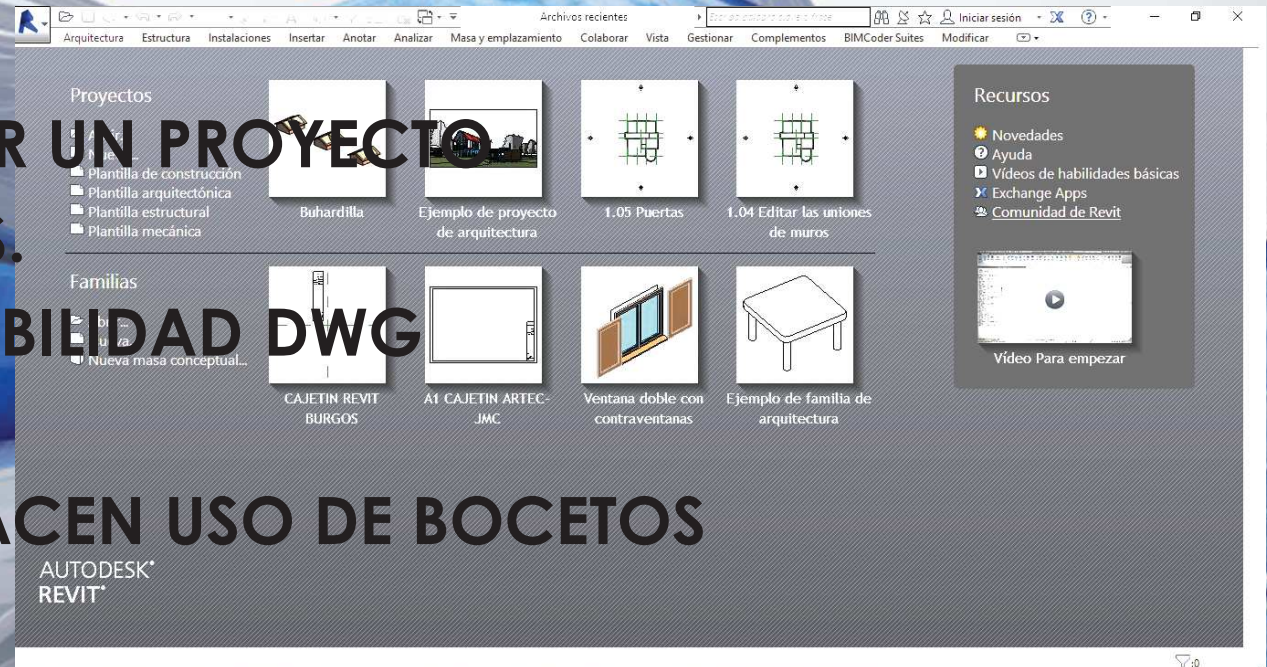 Archivos recientes
Iniciar sesión
Arquitectura Estructura Instalaciones Insertar Anotar Analizar Masa y emplazamiento Colaborar Vista Gestionar Complementos BIMCoder Suites Modificar
Proyectos
R UN PROYECTO
Plantilla de construcción
Plantilla arquitectónica
Plantilla estructural
Plantilla mecánica
S.
Buhardilla
Ejemplo de proyecto
de arquitectura
1.05 Puertas
1.04 Editar las uniones
de muros
Familias
BILIDAD DWG
Nueva masa conceptual...
CAJETIN REVIT
BURGOS
A1 CAJETIN ARTEC-
JMC
Ventana doble con
contraventanas
Ejemplo de familia de
arquitectura
Recursos
Novedades
Ayuda
Vídeos de habilidades básicas
Exchange Apps
Comunidad de Revit
Vídeo Para empezar
ACEN USO DE BOCETOS
AUTODESK®
REVIT®
:0